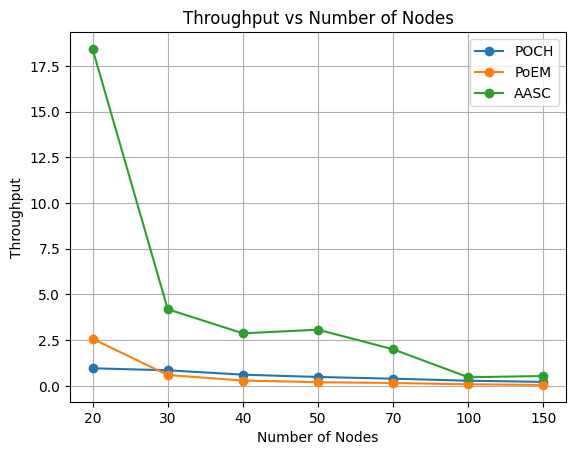 Throughput vs Number of Nodes
POCH
PoEM
AASC
Throughput
17.5
15.0
12.5
10.0
7.5
5.0
2.5
0.0
20 30 40 50 70 100 150
Number of Nodes